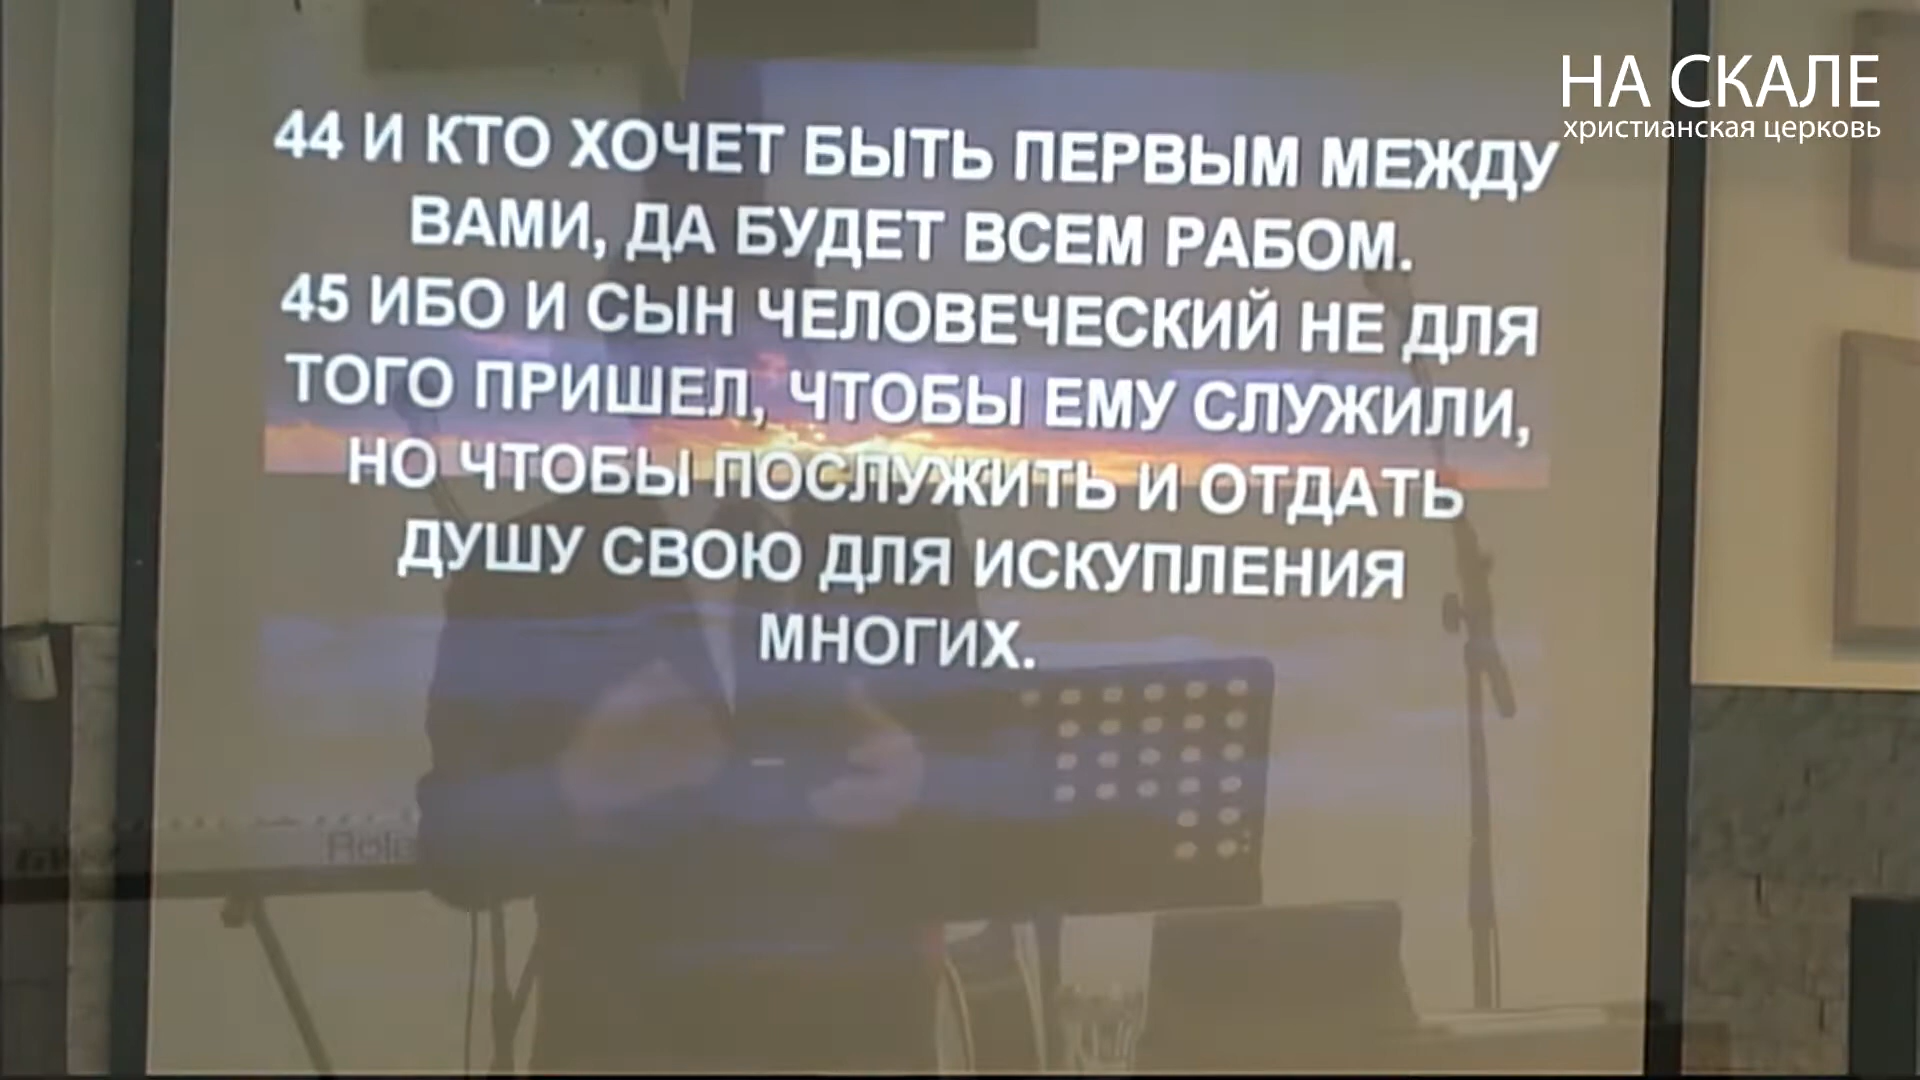 НА СКАЛЕ
христианская церковь
44 И КТО ХОЧЕТ БЫТЬ ПЕРВЫМ МЕЖДУ
ВАМИ, ДА БУДЕТ ВСЕМ РАБОМ.
45 ИБО И СЫН ЧЕЛОВЕЧЕСКИЙ НЕ ДЛЯ
ТОГО ПРИШЕЛ, ЧТОБЫ ЕМУ СЛУЖИЛИ,
НО ЧТОБЫ ПОСЛУЖИТЬ И ОТДАТЬ
ДУШУ СВОЮ ДЛЯ ИСКУПЛЕНИЯ
МНОГИХ.